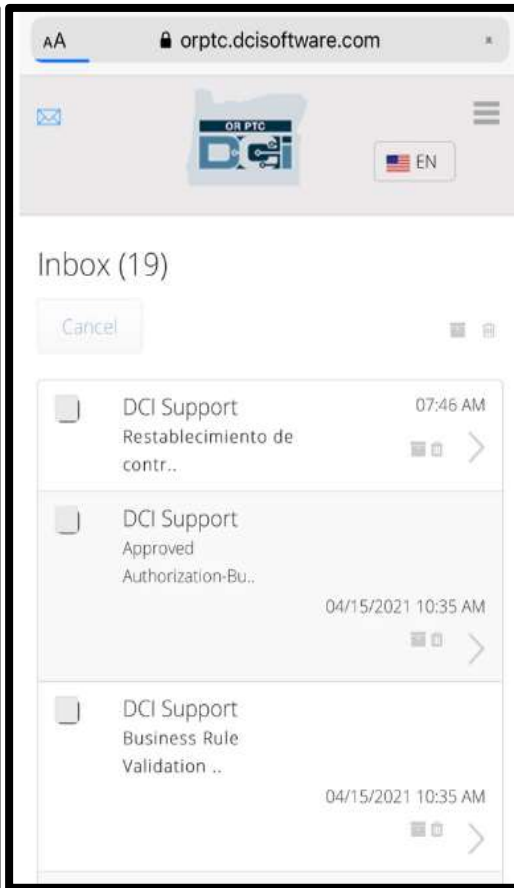 AA orptc.dcisoftware.com
OR PTC
DCi
EN
Inbox (19)
Cancel
DCI Support 07:46 AM
Restablecimiento de
contr..
DCI Support
Approved
Authorization-Bu..
04/15/2021 10:35 AM
DCI Support
Business Rule
Validation ..
04/15/2021 10:35 AM